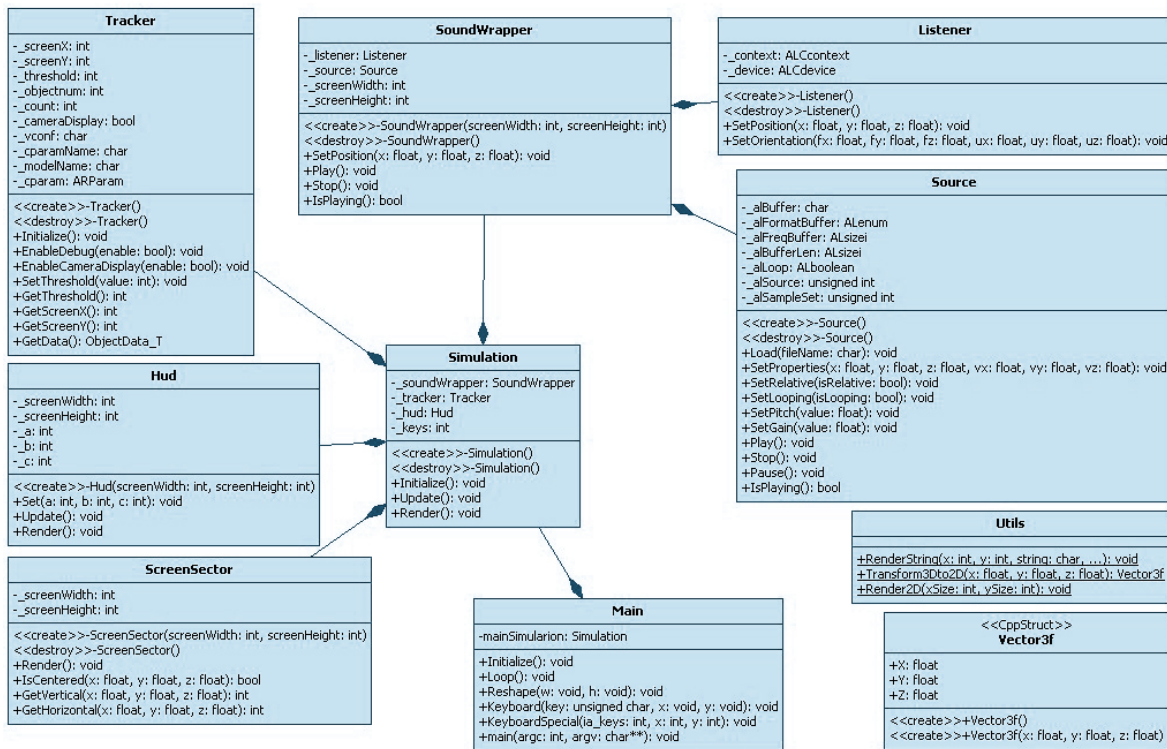 Tracker
-_screenX: int
-_screenY: int
-_threshold: int
-_objectnum: int
-_count: int
-_cameraDisplay: bool
-_vconf: char
-_cparamName: char
-_modelName: char
-_cparam: ARParam
<<create>>-Tracker()
<<destroy>>-Tracker()
+Initialize(): void
+EnableDebug(enable: bool): void
+EnableCameraDisplay(enable: bool): void
+SetThreshold(value: int): void
+GetThreshold(): int
+GetScreenX(): int
+GetScreenY(): int
+GetData(): ObjectData_T
SoundWrapper
-_listener: Listener
-_source: Source
-_screenWidth: int
-_screenHeight: int
<<create>>-SoundWrapper(screenWidth: int, screenHeight: int)
<<destroy>>-SoundWrapper()
+SetPosition(x: float, y: float, z: float): void
+Play(): void
+Stop(): void
+IsPlaying(): bool
Listener
-_context: ALCcontext
-_device: ALCdevice
<<create>>-Listener()
<<destroy>>-Listener()
+SetPosition(x: float, y: float, z: float): void
+SetOrientation(fx: float, fy: float, fz: float, ux: float, uy: float, uz: float): void
Source
-_alBuffer: char
-_alFormatBuffer: ALenum
-_alFreqBuffer: ALsizei
-_alBufferLen: ALsizei
-_alLoop: ALboolean
-_alSource: unsigned int
-_alSampleSet: unsigned int
<<create>>-Source()
<<destroy>>-Source()
+Load(fileName: char): void
+SetProperties(x: float, y: float, z: float, vx: float, vy: float, vz: float): void
+SetRelative(isRelative: bool): void
+SetLooping(isLooping: bool): void
+SetPitch(value: float): void
+SetGain(value: float): void
+Play(): void
+Stop(): void
+Pause(): void
+IsPlaying(): bool
Simulation
-_soundWrapper: SoundWrapper
-_tracker: Tracker
-_hud: Hud
-_keys: int
<<create>>-Simulation()
<<destroy>>-Simulation()
+Initialize(): void
+Update(): void
+Render(): void
Hud
-_screenWidth: int
-_screenHeight: int
-_a: int
-_b: int
-_c: int
<<create>>-Hud(screenWidth: int, screenHeight: int)
+Set(a: int, b: int, c: int): void
+Update(): void
+Render(): void
ScreenSector
-_screenWidth: int
-_screenHeight: int
<<create>>-ScreenSector(screenWidth: int, screenHeight: int)
<<destroy>>-ScreenSector()
+Render(): void
+IsCentered(x: float, y: float, z: float): bool
+GetVertical(x: float, y: float, z: float): int
+GetHorizontal(x: float, y: float, z: float): int
Main
-mainSimularion: Simulation
+Initialize(): void
+Loop(): void
+Reshape(w: void, h: void): void
+Keyboard(key: unsigned char, x: void, y: void): void
+KeyboardSpecial(ia_keys: int, x: int, y: int): void
+main(argc: int, argv: char**): void
Utils
+RenderString(x: int, y: int, string: char, ...): void
+Transform3Dto2D(x: float, y: float, z: float): Vector3f
+Render2D(xSize: int, ySize: int): void
<<CppStruct>>
Vector3f
+X: float
+Y: float
+Z: float
<<create>>+Vector3f()
<<create>>+Vector3f(x: float, y: float, z: float)